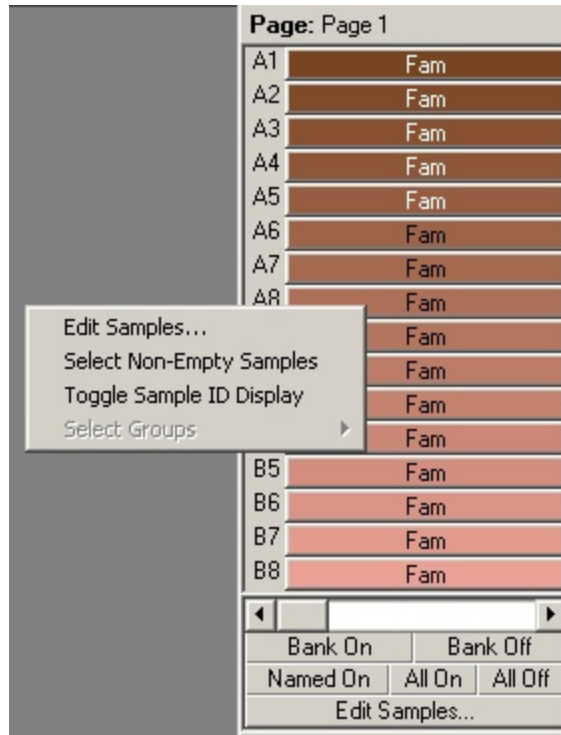 Page: Page 1
A1 Fam
A2 Fam
A3 Fam
A4 Fam
A5 Fam
A6 Fam
A7 Fam
A8 Fam
Fam
Fam
Fam
Fam
B5 Fam
B6 Fam
B7 Fam
B8 Fam
Edit Samples...
Select Non-Empty Samples
Toggle Sample ID Display
Select Groups
Bank On Bank Off
Named On All On All Off
Edit Samples...